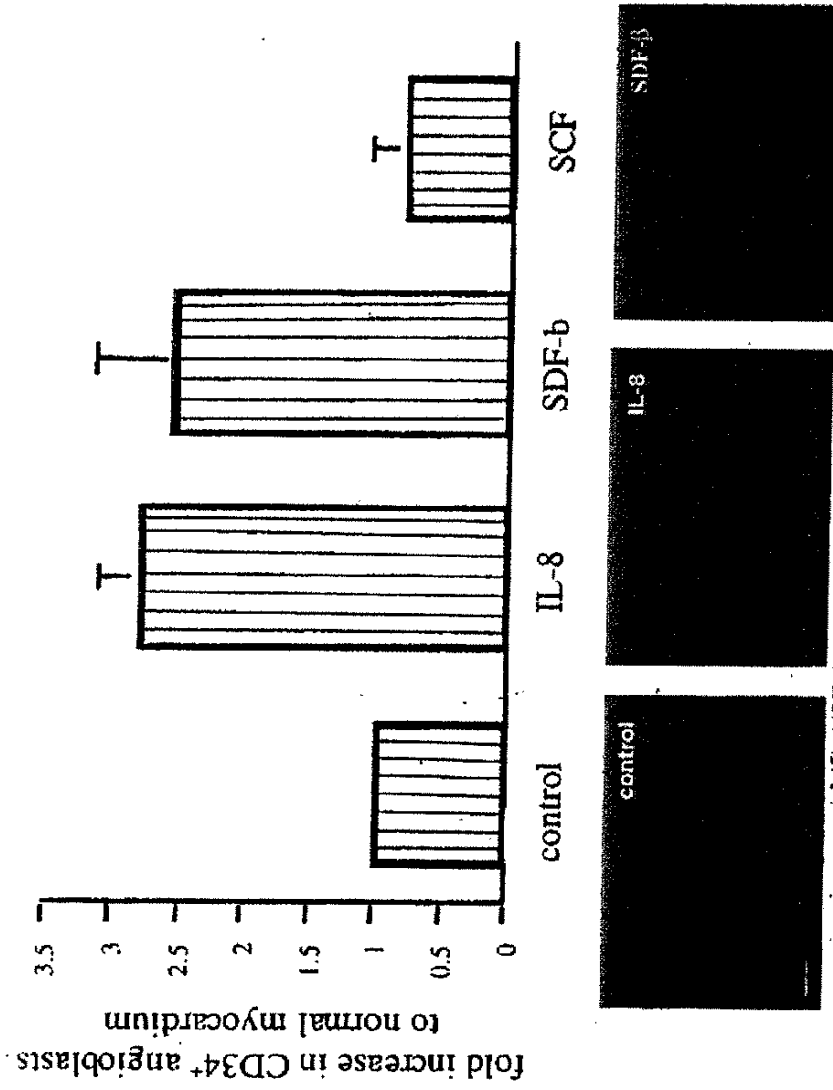 fold increase in CD34+ angioblasts
to normal myocardium
3.5
3
2.5
2
1.5
1
0.5
0
control
IL-8
SDF-b
SCF
control
IL-8
SDF-β